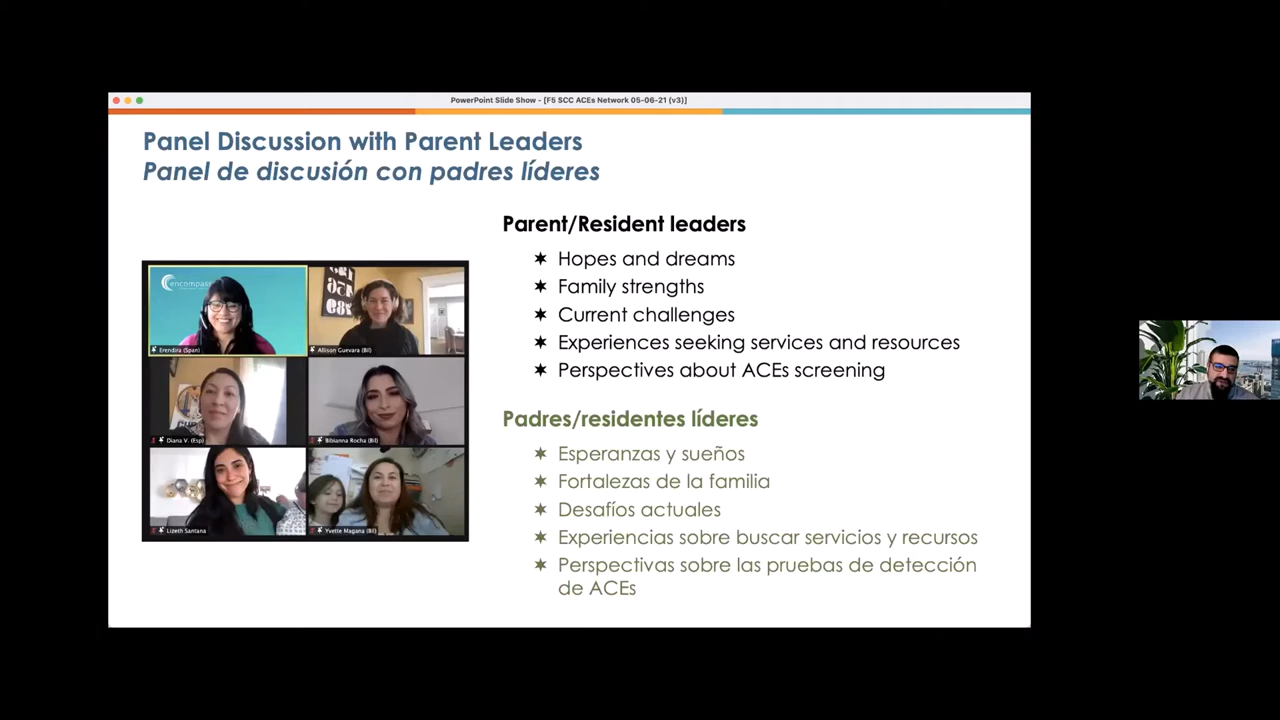 PowerPoint Slide Show - [F5 SCC ACEs Network 05-06-21 (v3)]
Panel Discussion with Parent Leaders
Panel de discusión con padres líderes
encompass
Erendira (Span)
Allison Guevara (Bil)
Diana V. (Esp)
Bibianna Rocha (Bil)
Lizeth Santana
Yvette Magana (Bil)
Parent/Resident leaders
✶ Hopes and dreams
✶ Family strengths
✶ Current challenges
✶ Experiences seeking services and resources
✶ Perspectives about ACEs screening
Padres/residentes líderes
✶ Esperanzas y sueños
✶ Fortalezas de la familia
✶ Desafíos actuales
✶ Experiencias sobre buscar servicios y recursos
✶ Perspectivas sobre las pruebas de detección
de ACEs